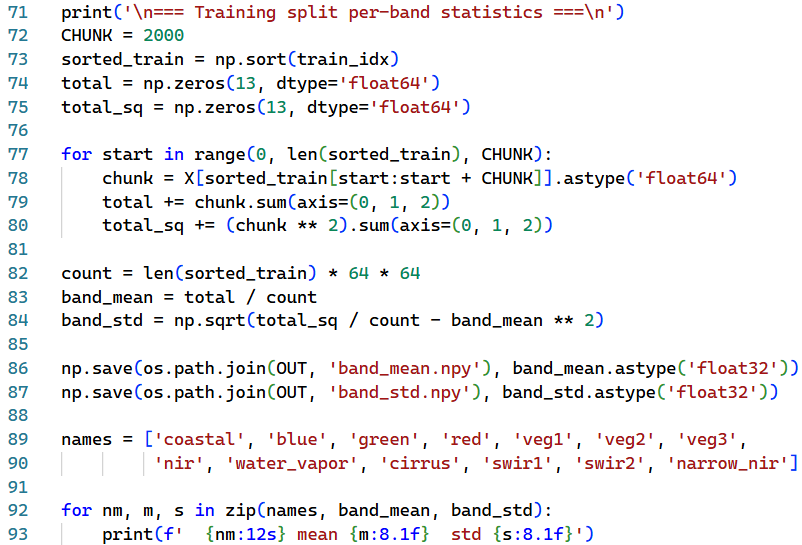 71 print('\n=== Training split per-band statistics ===\n')
72 CHUNK = 2000
73 sorted_train = np.sort(train_idx)
74 total = np.zeros(13, dtype='float64')
75 total_sq = np.zeros(13, dtype='float64')
76
77 for start in range(0, len(sorted_train), CHUNK):
78     chunk = X[sorted_train[start:start + CHUNK]].astype('float64')
79     total += chunk.sum(axis=(0, 1, 2))
80     total_sq += (chunk ** 2).sum(axis=(0, 1, 2))
81
82 count = len(sorted_train) * 64 * 64
83 band_mean = total / count
84 band_std = np.sqrt(total_sq / count - band_mean ** 2)
85
86 np.save(os.path.join(OUT, 'band_mean.npy'), band_mean.astype('float32'))
87 np.save(os.path.join(OUT, 'band_std.npy'), band_std.astype('float32'))
88
89 names = ['coastal', 'blue', 'green', 'red', 'veg1', 'veg2', 'veg3',
90          'nir', 'water_vapor', 'cirrus', 'swir1', 'swir2', 'narrow_nir']
91
92 for nm, m, s in zip(names, band_mean, band_std):
93     print(f'  {nm:12s} mean {m:8.1f}  std {s:8.1f}')